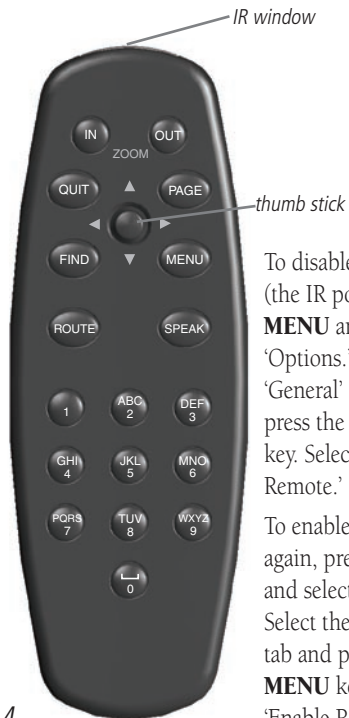 IR window
IN
OUT
ZOOM
QUIT
PAGE
thumb stick
FIND
MENU
ROUTE
SPEAK
1
ABC
2
DEF
3
GHI
4
JKL
5
MNO
6
PQRS
7
TUV
8
WXYZ
9
0
To disable
(the IR po
MENU an
'Options.'
'General'
press the
key. Selec
Remote.'
To enable
again, pre
and select
Select the
tab and p
MENU ke
'Enable R
4